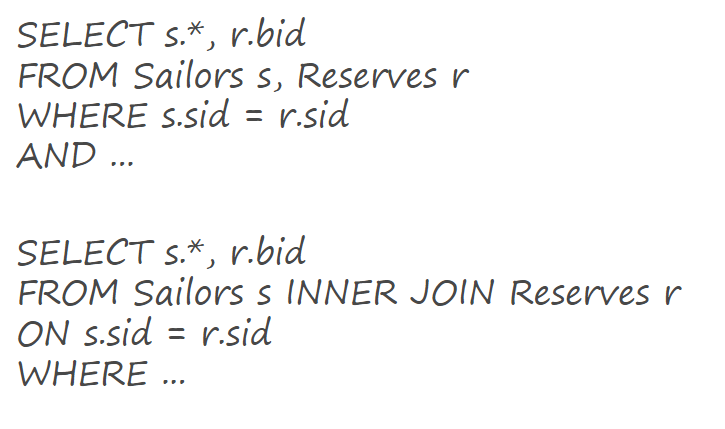 SELECT s.*, r.bid
FROM Sailors s, Reserves r
WHERE s.sid = r.sid
AND ...
SELECT s.*, r.bid
FROM Sailors s INNER JOIN Reserves r
ON s.sid = r.sid
WHERE ...